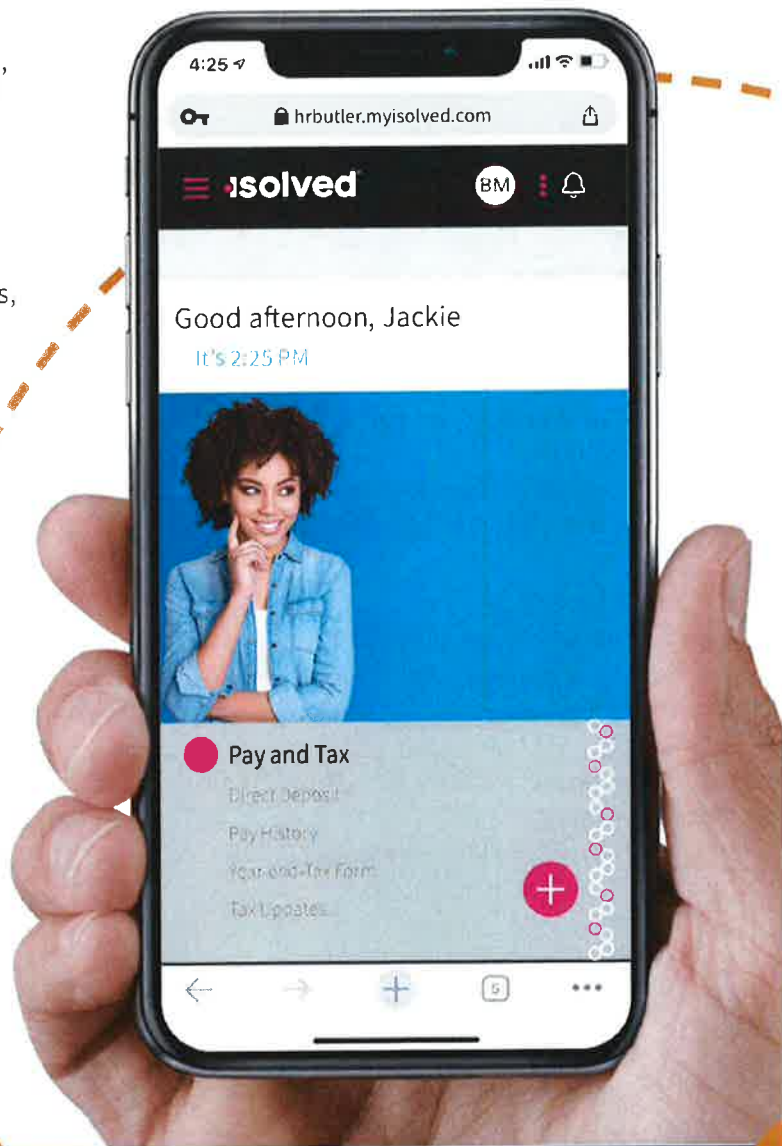 ,
4:25
hrbutler.myisolved.com
isolved
BM
s,
Good afternoon, Jackie
It's 2:25 PM
Pay and Tax
Direct Deposit
Pay History
Year-end-Tax Form
Tax Updates
5